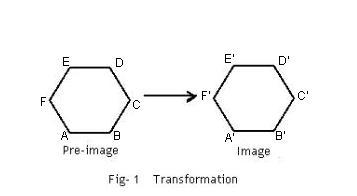 E D E' D'
F C F' C'
A B A' B'
Pre-image Image
Fig- 1 Transformation